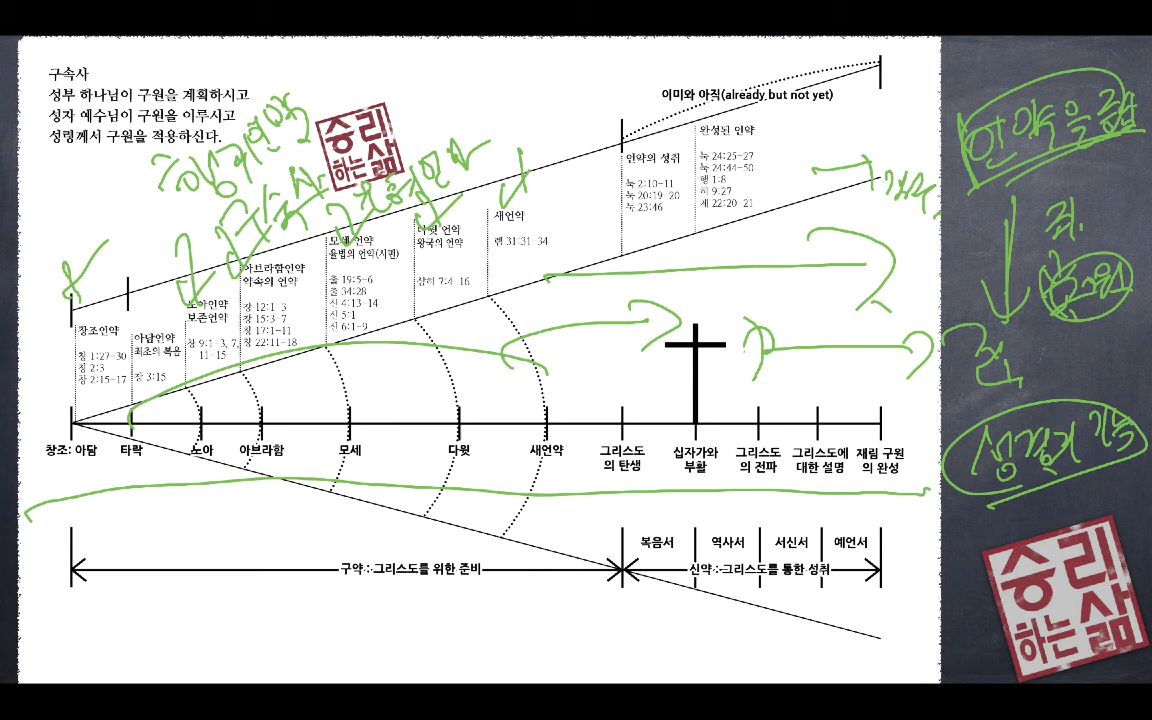 구속사
성부 하나님이 구원을 계획하시고
성자 예수님이 구원을 이루시고
성령께서 구원을 적용하신다.
승리
하는 삶
이미와 아직(already but not yet)
완성된 언약
눅 24:25-27
눅 24:44-50
행 1:8
히 9:27
계 22:20-21
언약의 성취
눅 2:10-11
눅 20:19-20
눅 23:46
새언약
렘 31:31-34
다윗 언약
왕국의 언약
삼하 7:4-16
모세 언약
율법의 언약(시민)
출 19:5-6
출 34:28
신 4:13-14
신 5:1
신 6:1-9
아브라함언약
약속의 언약
창 12:1-3
창 15:3-7
창 17:1-11
창 22:11-18
노아언약
보존언약
창 9:1-3, 7,
11-15
아담언약
최초의 복음
창 3:15
창조언약
창 1:27-30
창 2:3
창 2:15-17
창조: 아담
타락
노아
아브라함
모세
다윗
새언약
그리스도
의 탄생
십자가와
부활
그리스도
의 전파
그리스도에
대한 설명
재림 구원
의 완성
복음서
역사서
서신서
예언서
구약:그리스도를 위한 준비
신약:그리스도를 통한 성취
죄.
승리
하는 삶